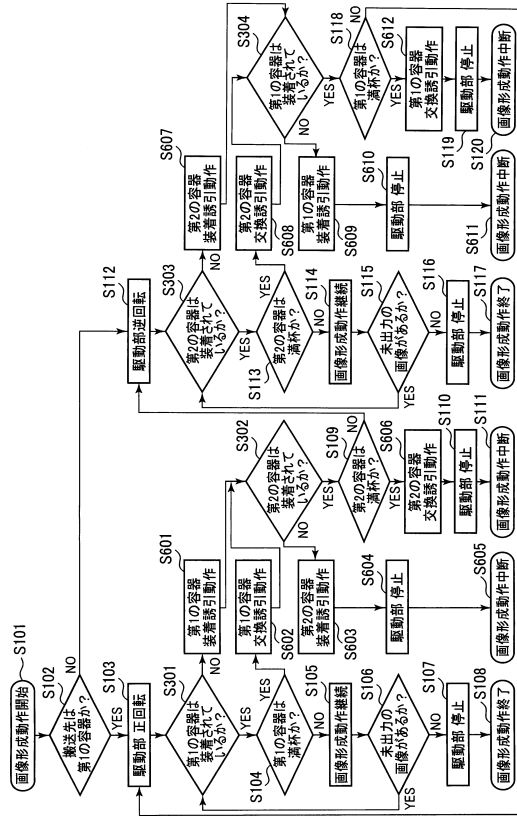 画像形成動作開始
S101
搬送先は
第1の容器か?
S102
YES
NO
駆動部 正回転
S103
第1の容器は
装着されて
いるか?
S301
YES
NO
第1の容器は
満杯か?
S104
YES
NO
画像形成動作継続
S105
未出力の
画像があるか?
S106
YES
NO
駆動部 停止
S107
画像形成動作終了
S108
第1の容器
装着誘引動作
S601
第1の容器
交換誘引動作
S602
第2の容器は
装着されて
いるか?
S302
YES
NO
第2の容器
装着誘引動作
S603
駆動部 停止
S604
画像形成動作中断
S605
第2の容器は
満杯か?
S109
YES
NO
第2の容器
交換誘引動作
S606
駆動部 停止
S110
画像形成動作中断
S111
駆動部逆回転
S112
第2の容器は
装着されて
いるか?
S303
YES
NO
第2の容器は
満杯か?
S113
YES
NO
画像形成動作継続
S114
未出力の
画像があるか?
S115
YES
NO
駆動部 停止
S116
画像形成動作終了
S117
第2の容器
装着誘引動作
S607
第2の容器
交換誘引動作
S608
第1の容器は
装着されて
いるか?
S304
YES
NO
第1の容器
装着誘引動作
S609
駆動部 停止
S610
画像形成動作中断
S611
第1の容器は
満杯か?
S118
YES
NO
第1の容器
交換誘引動作
S612
駆動部 停止
S119
画像形成動作中断
S120